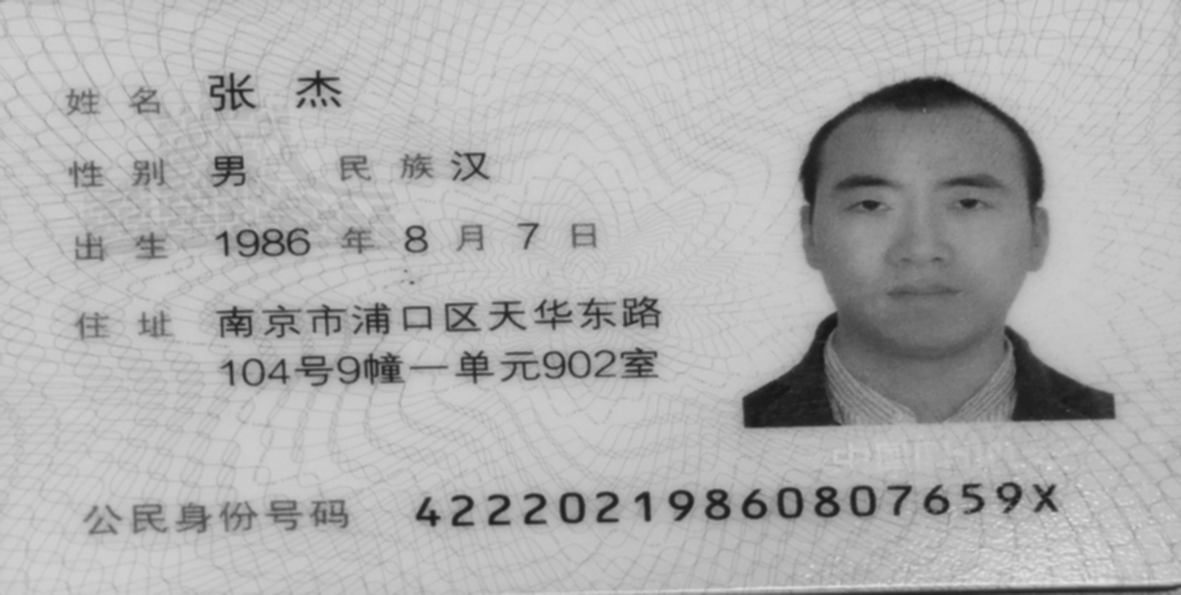 姓名 张杰
性别 男 民族 汉
出生 1986 年 8 月 7 日
住址 南京市浦口区天华东路
104号9幢一单元902室
公民身份号码 42220219860807659X